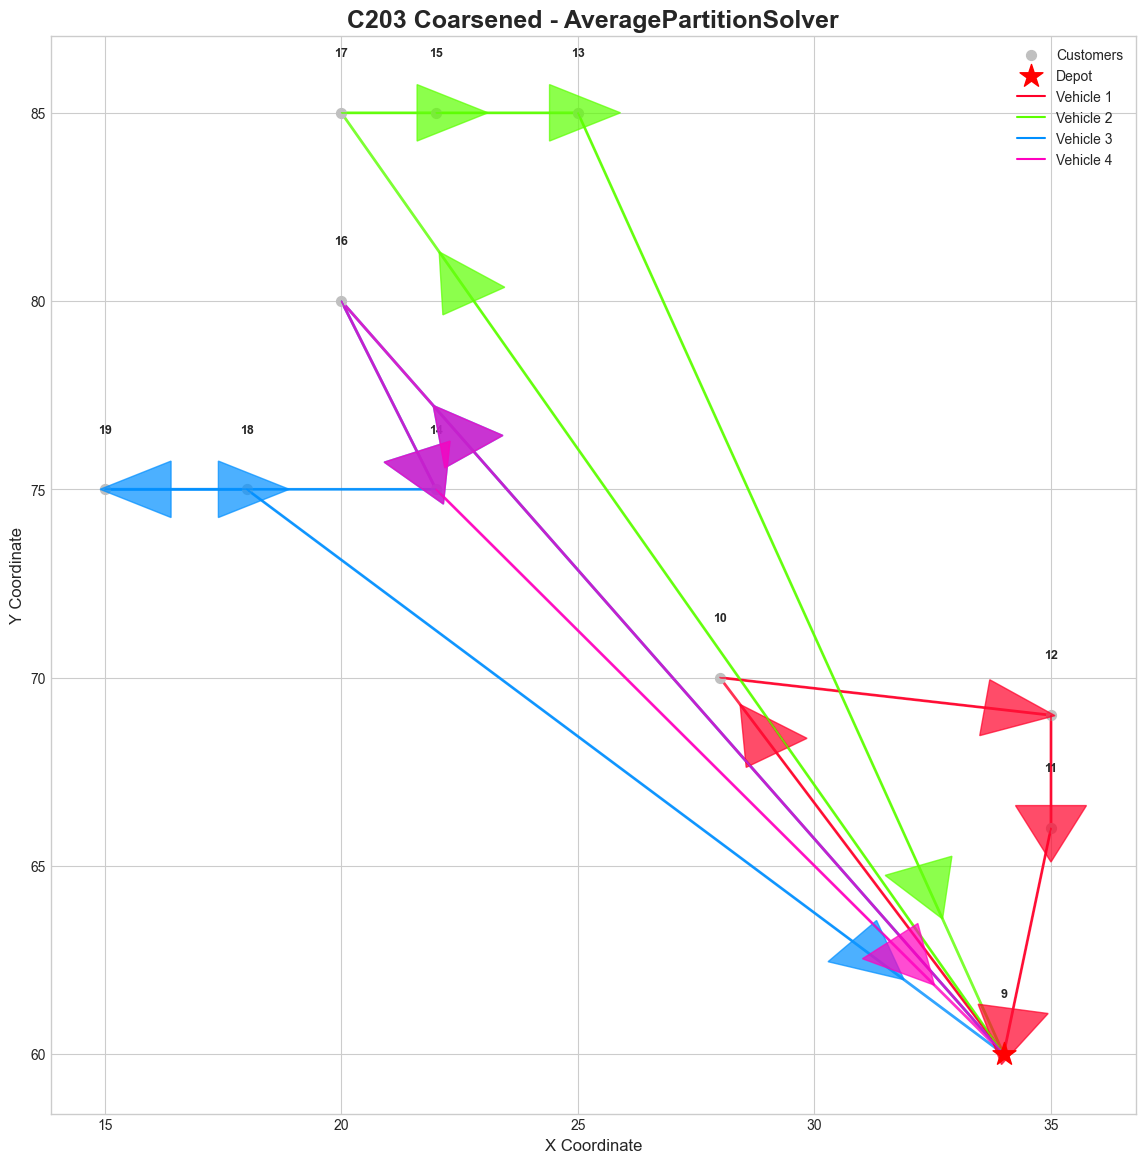 C203 Coarsened - AveragePartitionSolver
Customers
Depot
Vehicle 1
Vehicle 2
Vehicle 3
Vehicle 4
17
15
13
16
19
18
14
10
12
11
9
85
80
75
70
65
60
15
20
25
30
35
X Coordinate
Y Coordinate